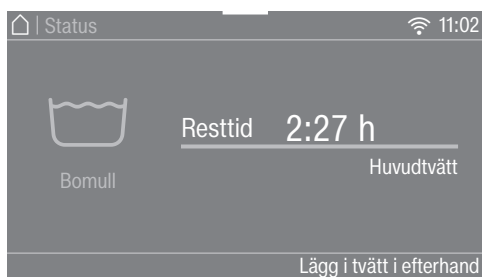 | Status 11:02
Resttid 2:27 h
Huvudtvätt
Bomull
Lägg i tvätt i efterhand